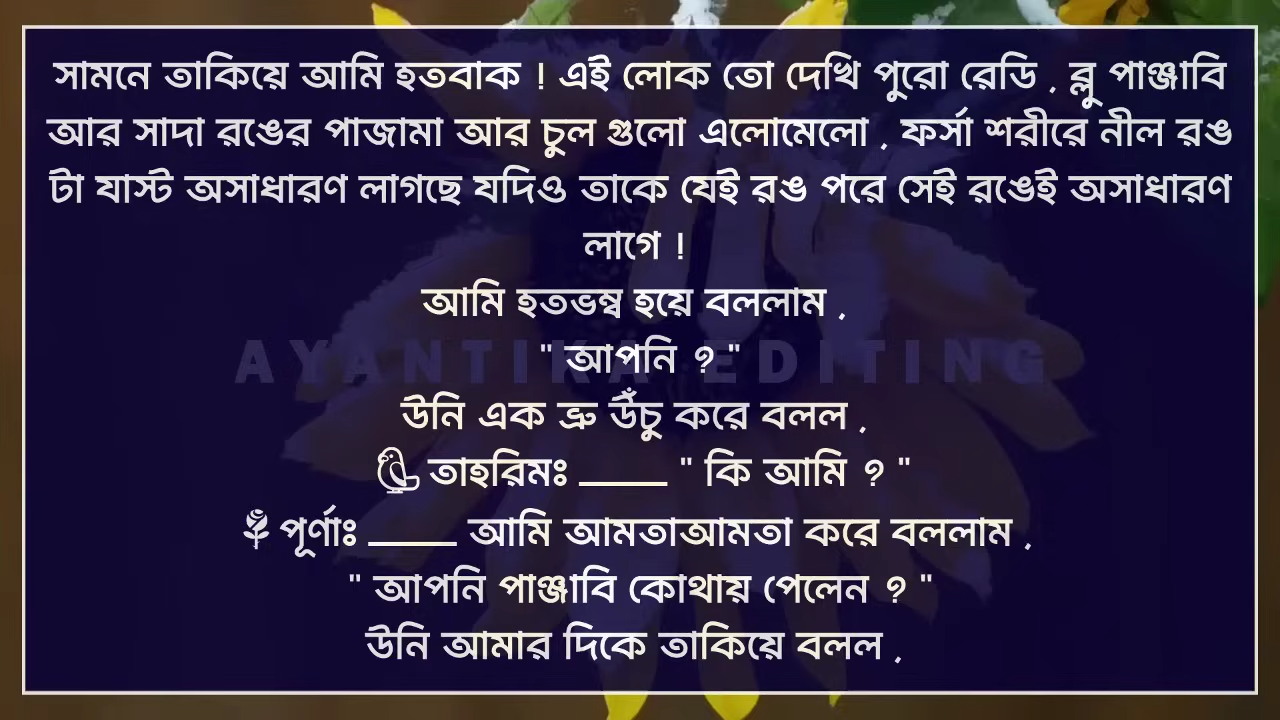 সামনে তাকিয়ে আমি হতবাক ! এই লোক তো দেখি পুরো রেডি , ব্লু পাঞ্জাবি
আর সাদা রঙের পাজামা আর চুল গুলো এলোমেলো , ফর্সা শরীরে নীল রঙ
টা যাস্ট অসাধারণ লাগছে যদিও তাকে যেই রঙ পরে সেই রঙেই অসাধারণ
লাগে !
আমি হতভম্ব হয়ে বললাম ,
" আপনি ? "
AYANTIKA EDITING
উনি এক ভ্রু উঁচু করে বলল ,
তাহরিমঃ ____ " কি আমি ? "
পূর্ণাঃ ____ আমি আমতাআমতা করে বললাম ,
" আপনি পাঞ্জাবি কোথায় পেলেন ? "
উনি আমার দিকে তাকিয়ে বলল ,